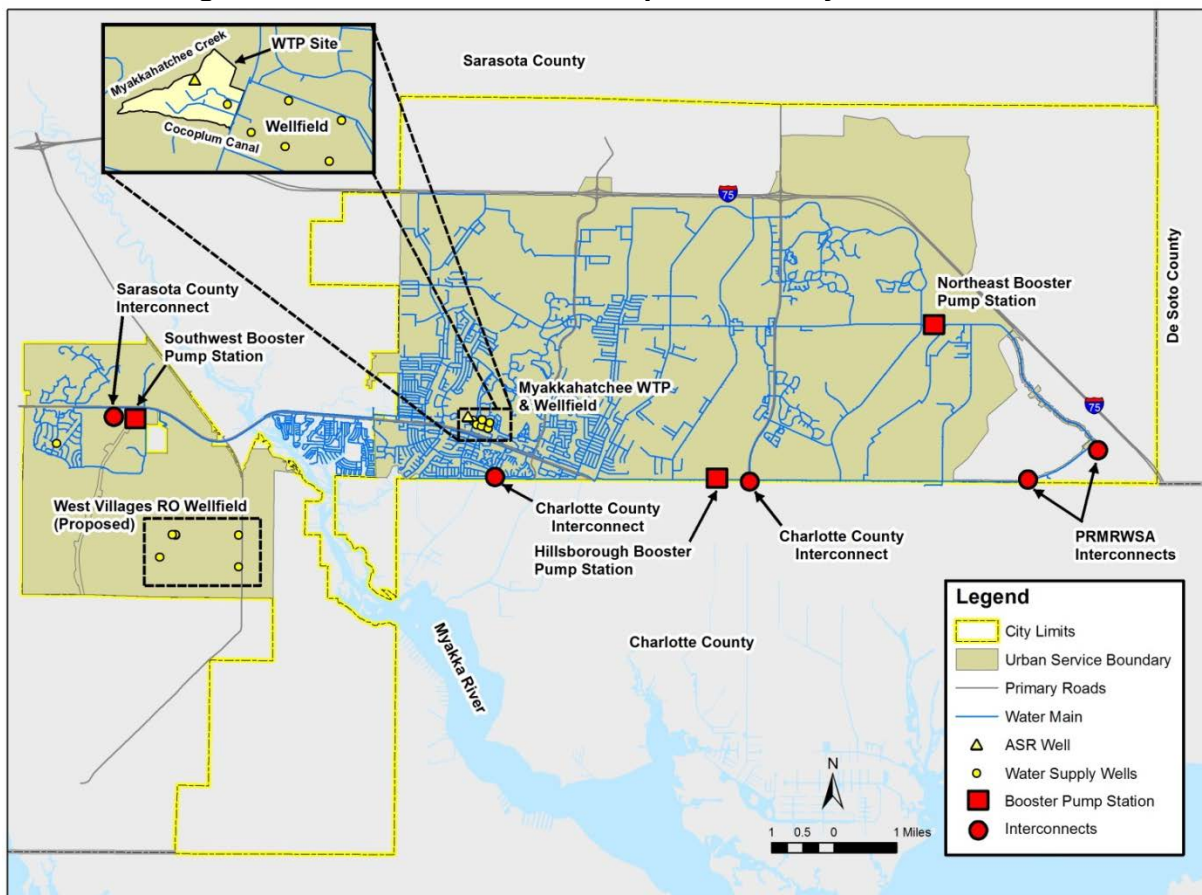 Myakkahatchee Creek
WTP Site
Wellfield
Cocoplum Canal
Sarasota County
75
De Soto County
Northeast Booster
Pump Station
Sarasota County
Interconnect
Southwest Booster
Pump Station
Myakkahatchee WTP
& Wellfield
75
West Villages RO Wellfield
(Proposed)
Charlotte County
Interconnect
Hillsborough Booster
Pump Station
Charlotte County
Interconnect
PRMRWSA
Interconnects
Myakka River
Charlotte County
N
1 0.5 0 1 Miles
Legend
City Limits
Urban Service Boundary
Primary Roads
Water Main
ASR Well
Water Supply Wells
Booster Pump Station
Interconnects